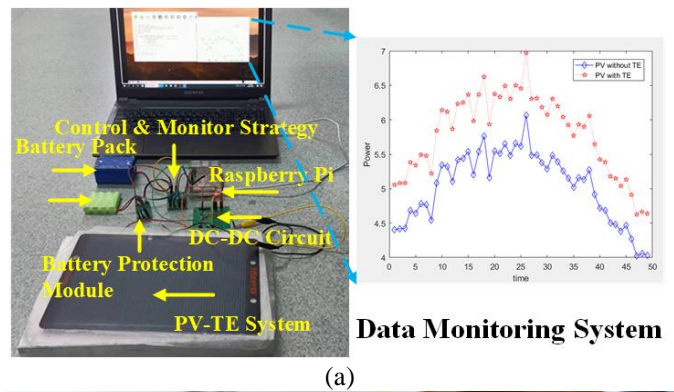 Control & Monitor Strategy
Battery Pack
Raspberry Pi
DC-DC Circuit
Battery Protection
Module
PV-TE System
7
6.5
6
5.5
5
4.5
4
Power
0 5 10 15 20 25 30 35 40 45 50
time
PV without TE
PV with TE
Data Monitoring System
(a)